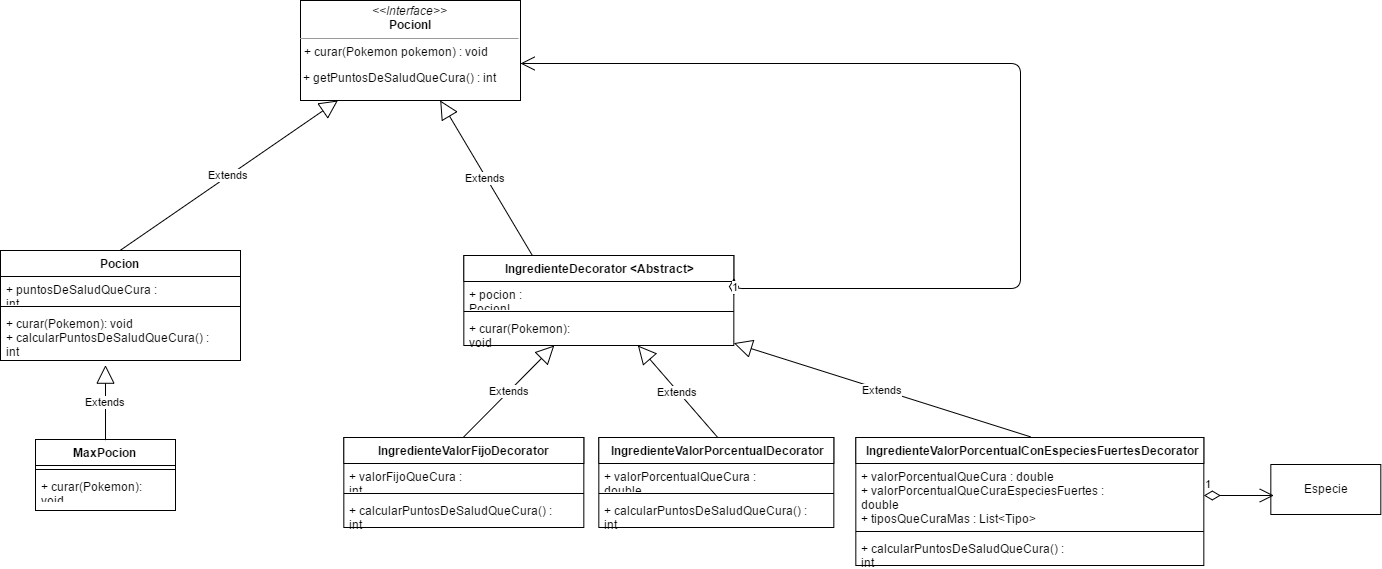 <<Interface>>
PocionI
+ curar(Pokemon pokemon) : void
+ getPuntosDeSaludQueCura() : int
Extends
Extends
Pocion
+ puntosDeSaludQueCura :
int
+ curar(Pokemon): void
+ calcularPuntosDeSaludQueCura() :
int
IngredienteDecorator <Abstract>
+ pocion :
PocionI
+ curar(Pokemon):
void
1
Extends
Extends
Extends
Extends
MaxPocion
+ curar(Pokemon):
void
IngredienteValorFijoDecorator
+ valorFijoQueCura :
int
+ calcularPuntosDeSaludQueCura() :
int
IngredienteValorPorcentualDecorator
+ valorPorcentualQueCura :
double
+ calcularPuntosDeSaludQueCura() :
int
IngredienteValorPorcentualConEspeciesFuertesDecorator
+ valorPorcentualQueCura : double
+ valorPorcentualQueCuraEspeciesFuertes :
double
+ tiposQueCuraMas : List<Tipo>
+ calcularPuntosDeSaludQueCura() :
int
1
Especie